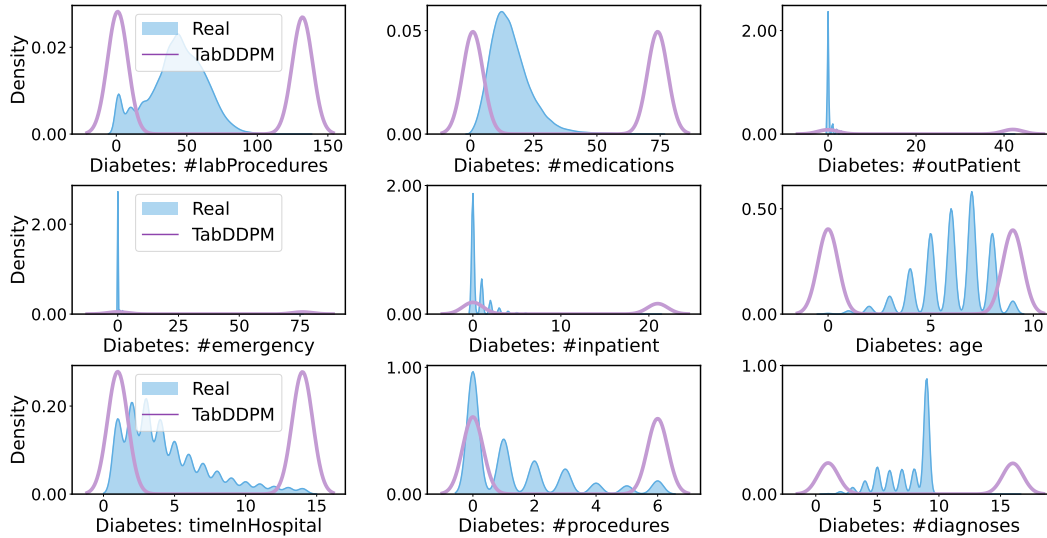 Density
0.02
0.00
0 50 100 150
Real
TabDDPM
Diabetes: #labProcedures
0.05
0.00
0 25 50 75
Diabetes: #medications
2.00
0.00
0 20 40
Diabetes: #outPatient
Density
2.00
0.00
0 25 50 75
Real
TabDDPM
Diabetes: #emergency
2.00
0.00
0 10 20
Diabetes: #inpatient
0.50
0.00
0 5 10
Diabetes: age
Density
0.20
0.00
0 5 10 15
Real
TabDDPM
Diabetes: timeInHospital
1.00
0.00
0 2 4 6
Diabetes: #procedures
1.00
0.00
0 5 10 15
Diabetes: #diagnoses